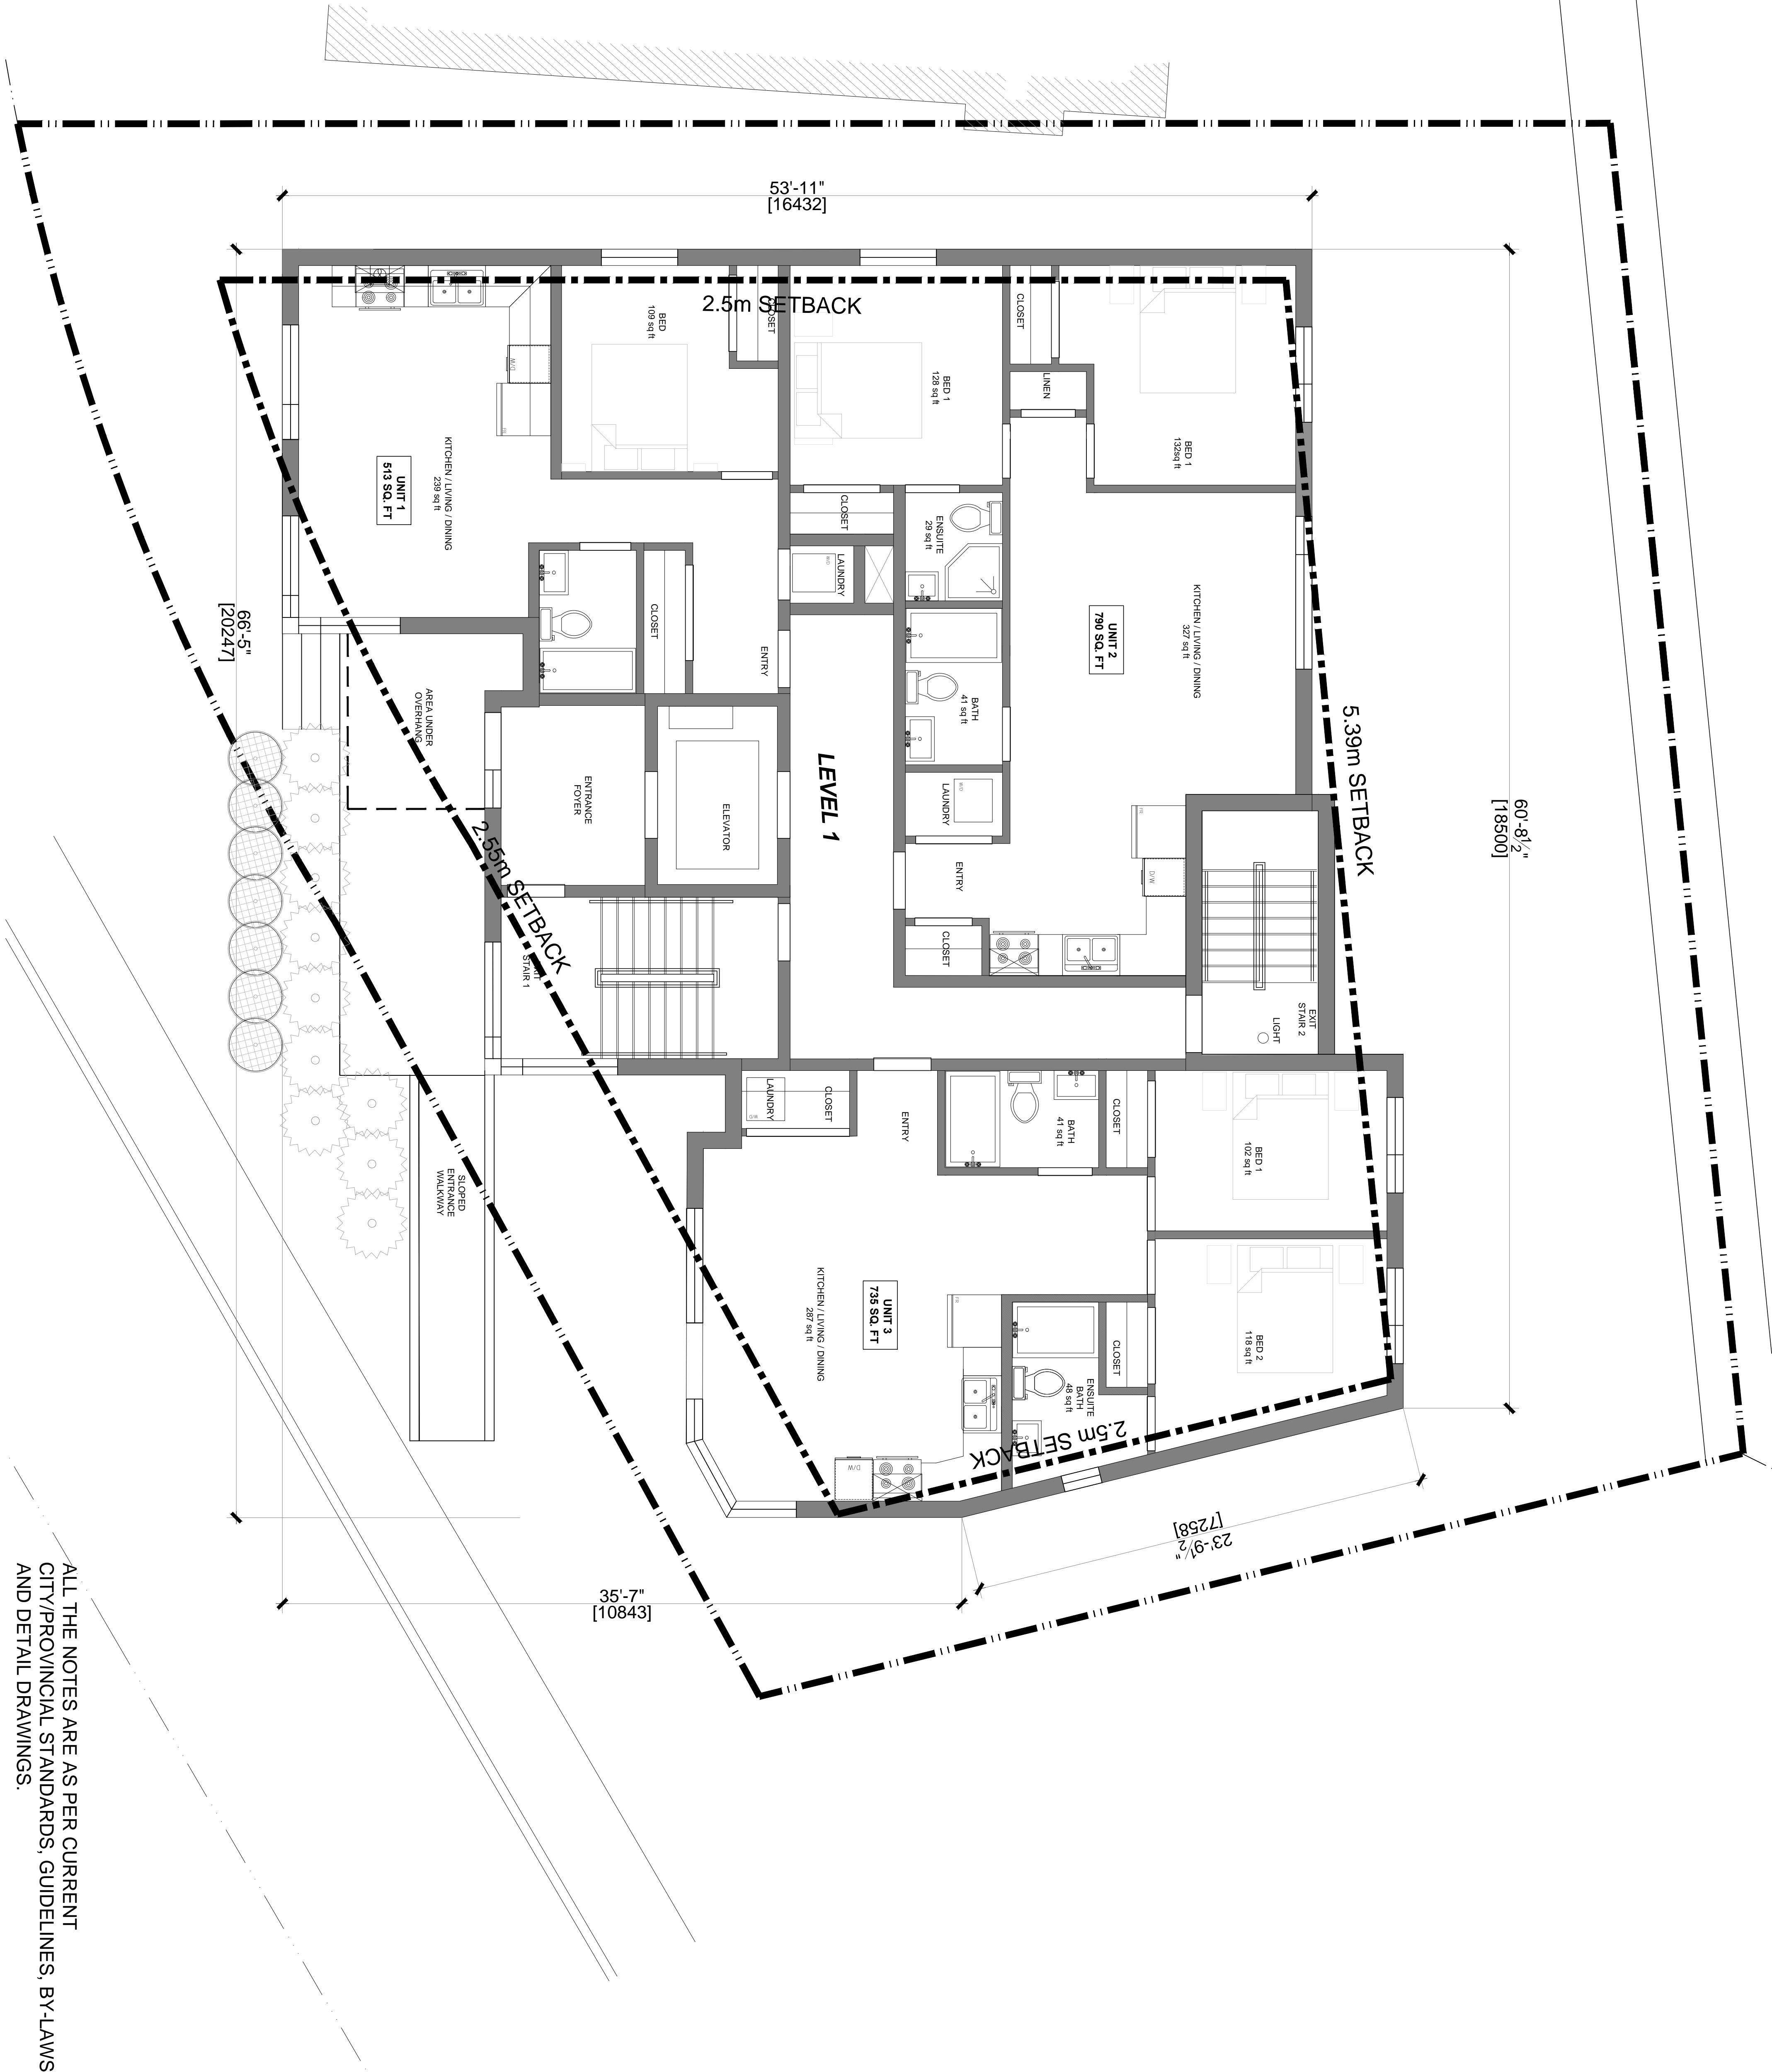 53'-11"
[16432]
2.5m SETBACK
BED
109 sq ft
CLOSET
CLOSET
LINEN
BED 1
128 sq ft
BED 1
132sq ft
D/W
FR
KITCHEN / LIVING / DINING
239 sq ft
UNIT 1
513 SQ. FT
CLOSET
ENSUITE
29 sq ft
LAUNDRY
W/D
CLOSET
ENTRY
KITCHEN / LIVING / DINING
327 sq ft
UNIT 2
790 SQ. FT
66'-5"
[20247]
BATH
41 sq ft
AREA UNDER
OVERHANG
ENTRANCE
FOYER
ELEVATOR
LEVEL 1
LAUNDRY
W/D
ENTRY
CLOSET
FR
D/W
5.39m SETBACK
60'-8 1/2"
[18500]
2.55m SETBACK
STAIR 1
EXIT
STAIR 2
LIGHT
LAUNDRY
W/D
CLOSET
ENTRY
BATH
41 sq ft
CLOSET
BED 1
102 sq ft
SLOPED
ENTRANCE
WALKWAY
KITCHEN / LIVING / DINING
287 sq ft
UNIT 3
735 SQ. FT
FR
CLOSET
ENSUITE
BATH
48 sq ft
BED 2
118 sq ft
D/W
2.5m SETBACK
23'-9 1/2"
[7258]
35'-7"
[10843]
ALL THE NOTES ARE AS PER CURRENT
CITY/PROVINCIAL STANDARDS, GUIDELINES, BY-LAWS
AND DETAIL DRAWINGS.